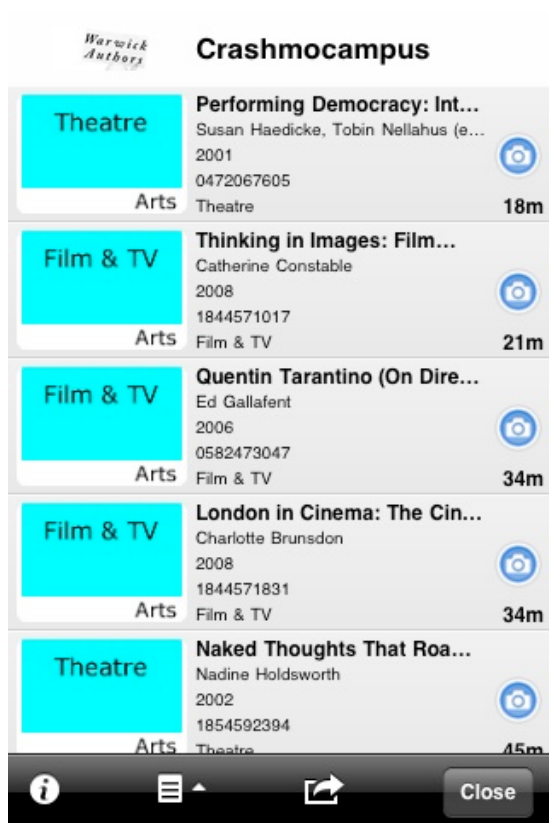 Warwick
Authors
Crashmocampus
Theatre
Arts
Performing Democracy: Int...
Susan Haedicke, Tobin Nellahus (e...
2001
0472067605
Theatre
18m
Film & TV
Arts
Thinking in Images: Film...
Catherine Constable
2008
1844571017
Film & TV
21m
Film & TV
Arts
Quentin Tarantino (On Dire...
Ed Gallafent
2006
0582473047
Film & TV
34m
Film & TV
Arts
London in Cinema: The Cin...
Charlotte Brunsdon
2008
1844571831
Film & TV
34m
Theatre
Arts
Naked Thoughts That Roa...
Nadine Holdsworth
2002
1854592394
Theatre
45m
Close